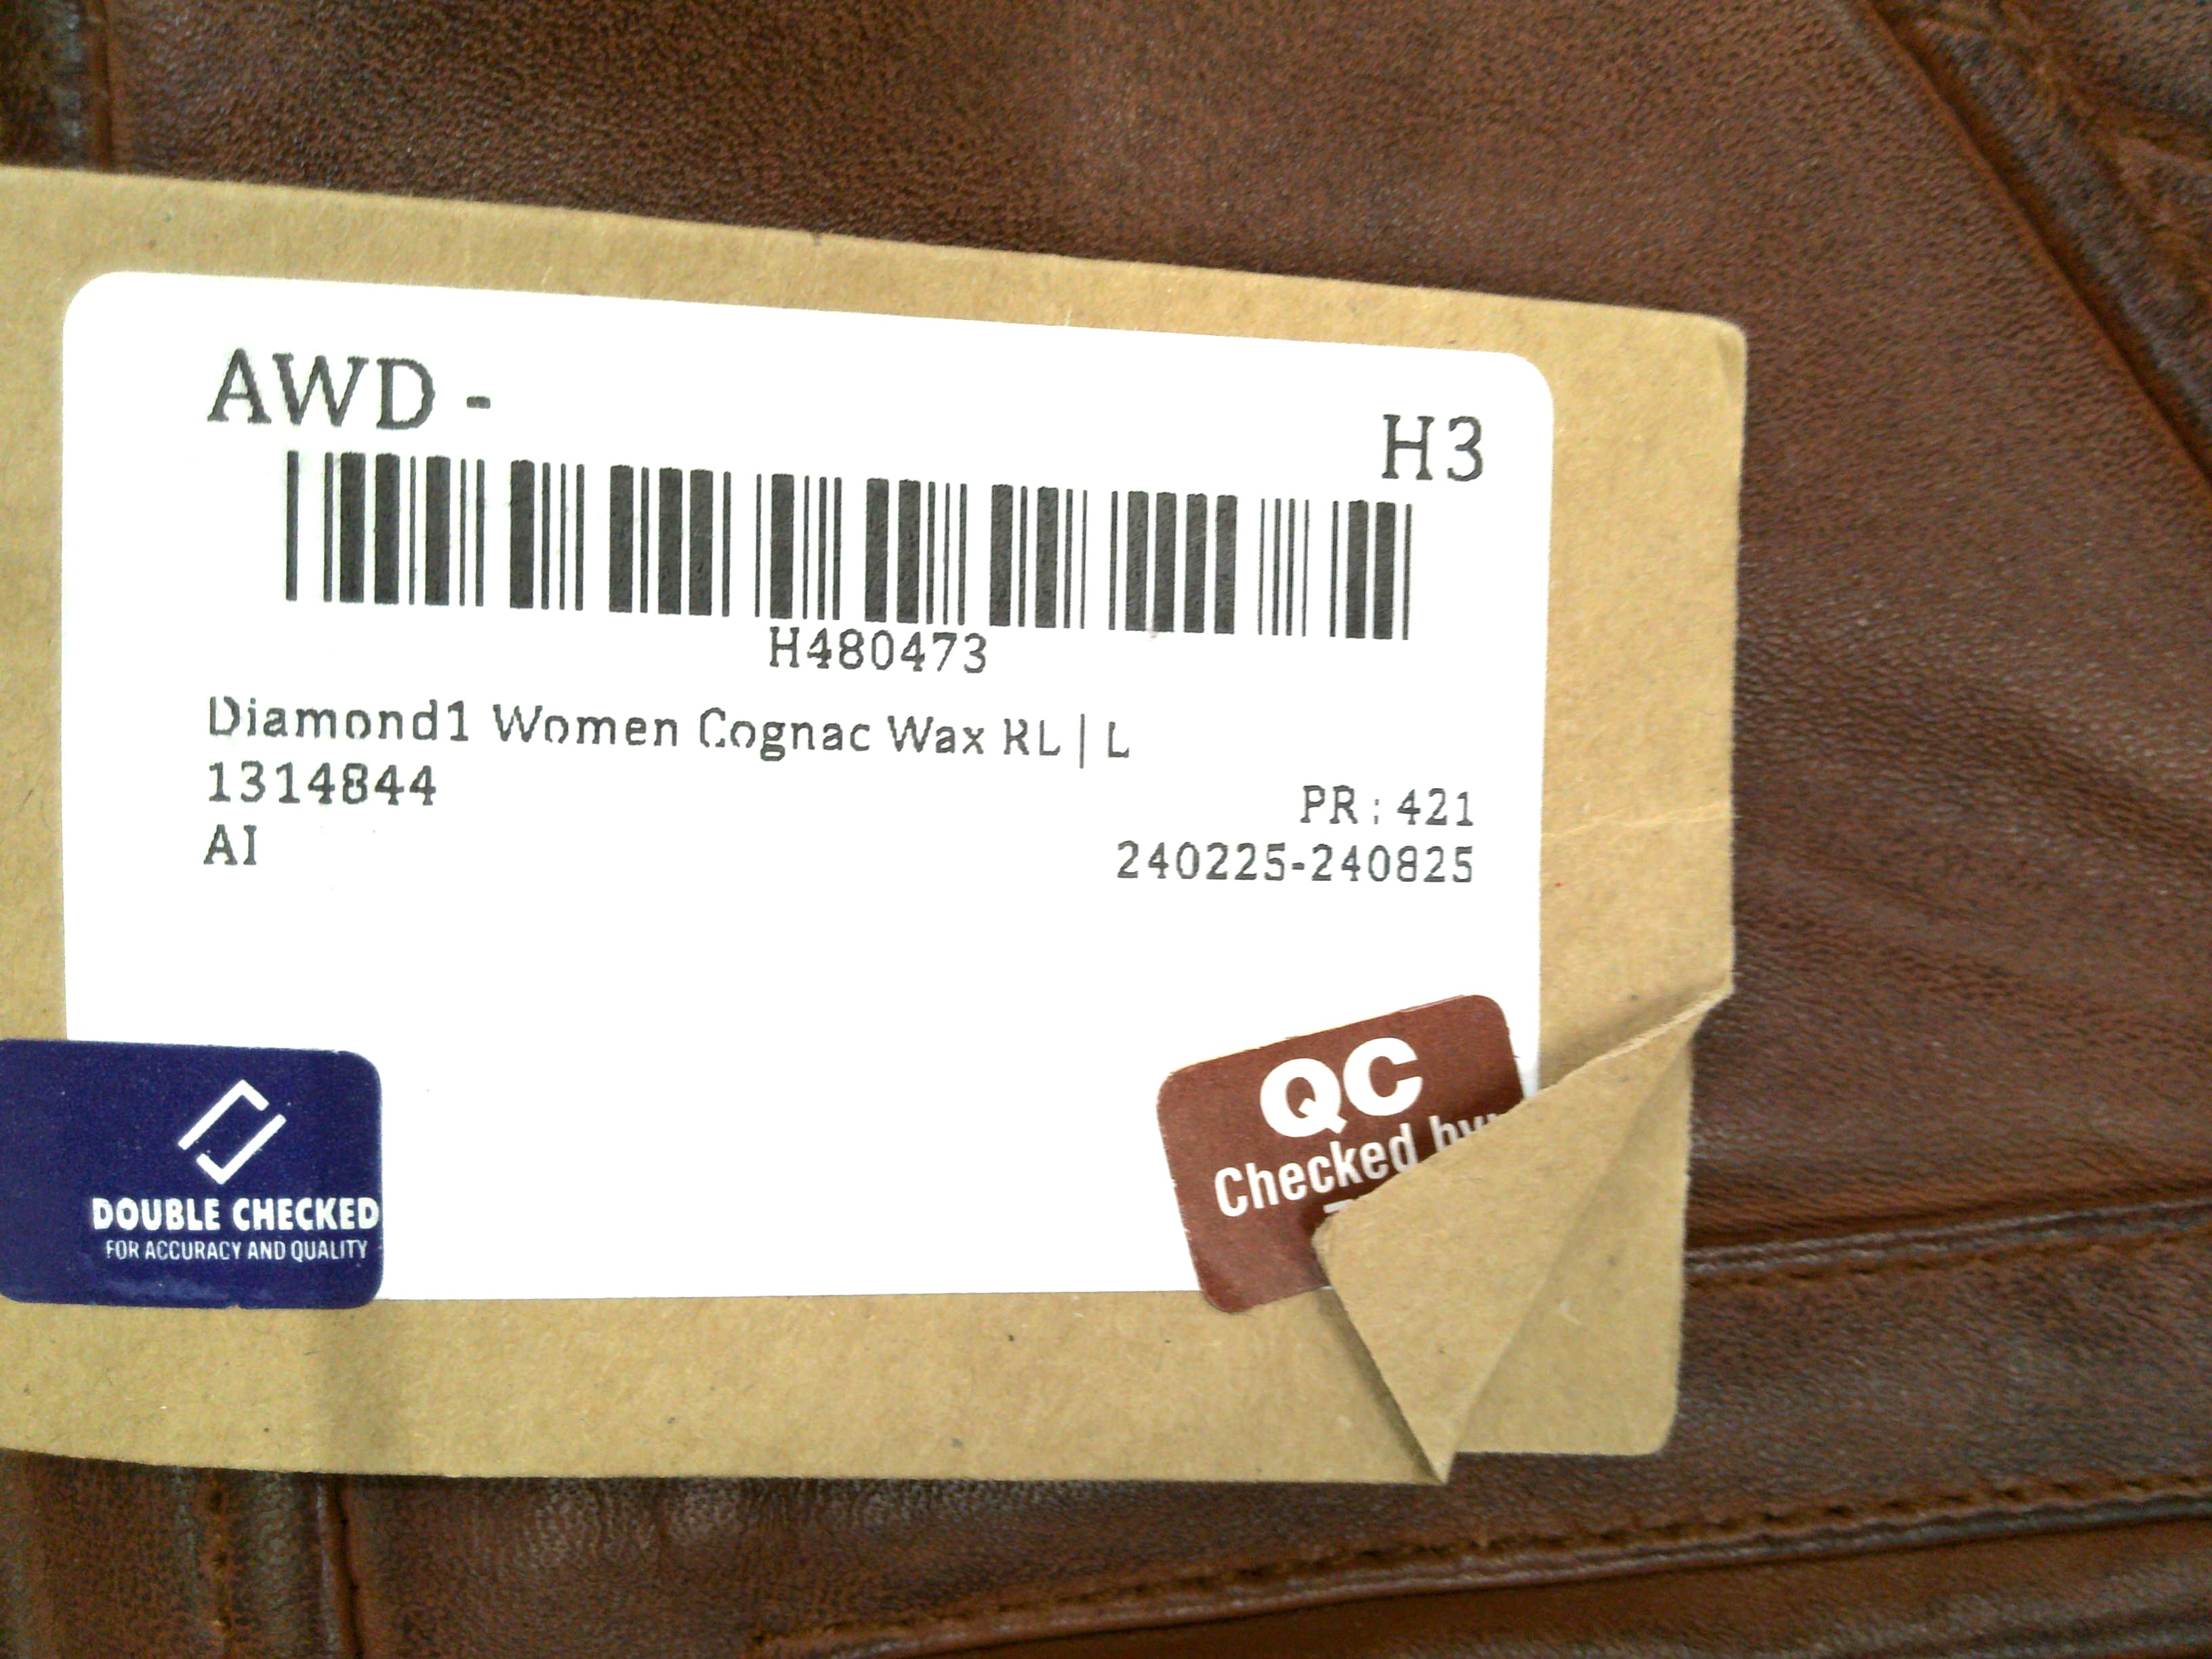 AWD -
H3
H480473
Diamond1 Women Cognac Wax RL | L
1314844
PR : 421
AI
240225-240825
QC
Checked by
DOUBLE CHECKED
FOR ACCURACY AND QUALITY